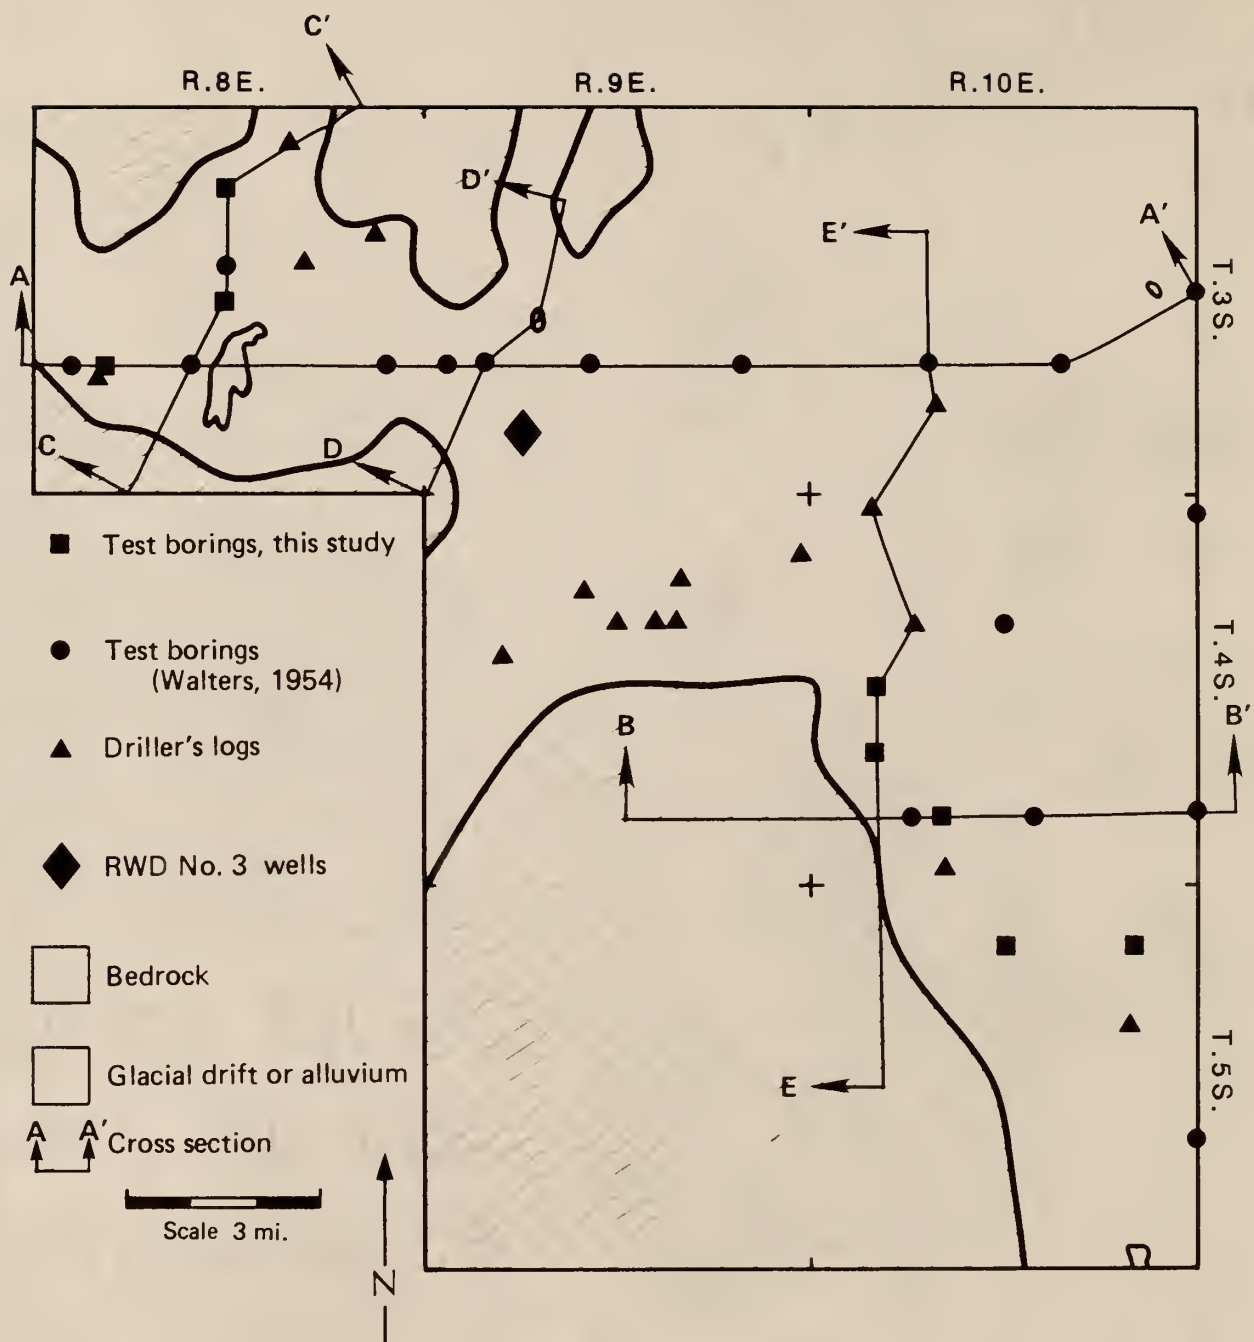 C'
R.8E.
R.9E.
R.10E.
D'
E'
A'
A
T.3S.
C
D
Test borings, this study
Test borings
(Walters, 1954)
T.4S.
B
B'
Driller's logs
RWD No. 3 wells
Bedrock
Glacial drift or alluvium
T.5S.
E
A A' Cross section
Scale 3 mi.
N